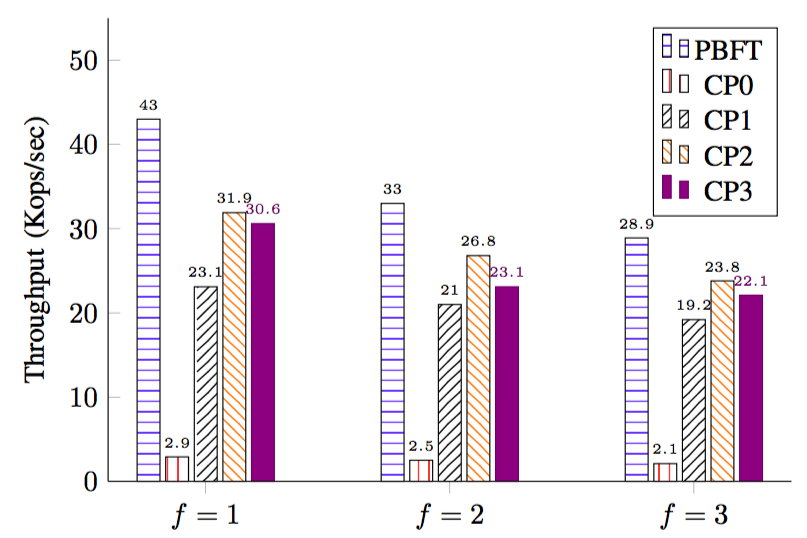 Throughput (Kops/sec)
50
40
30
20
10
0
43
2.9
23.1
31.9
30.6
33
2.5
21
26.8
23.1
28.9
2.1
19.2
23.8
22.1
f = 1
f = 2
f = 3
PBFT
CP0
CP1
CP2
CP3